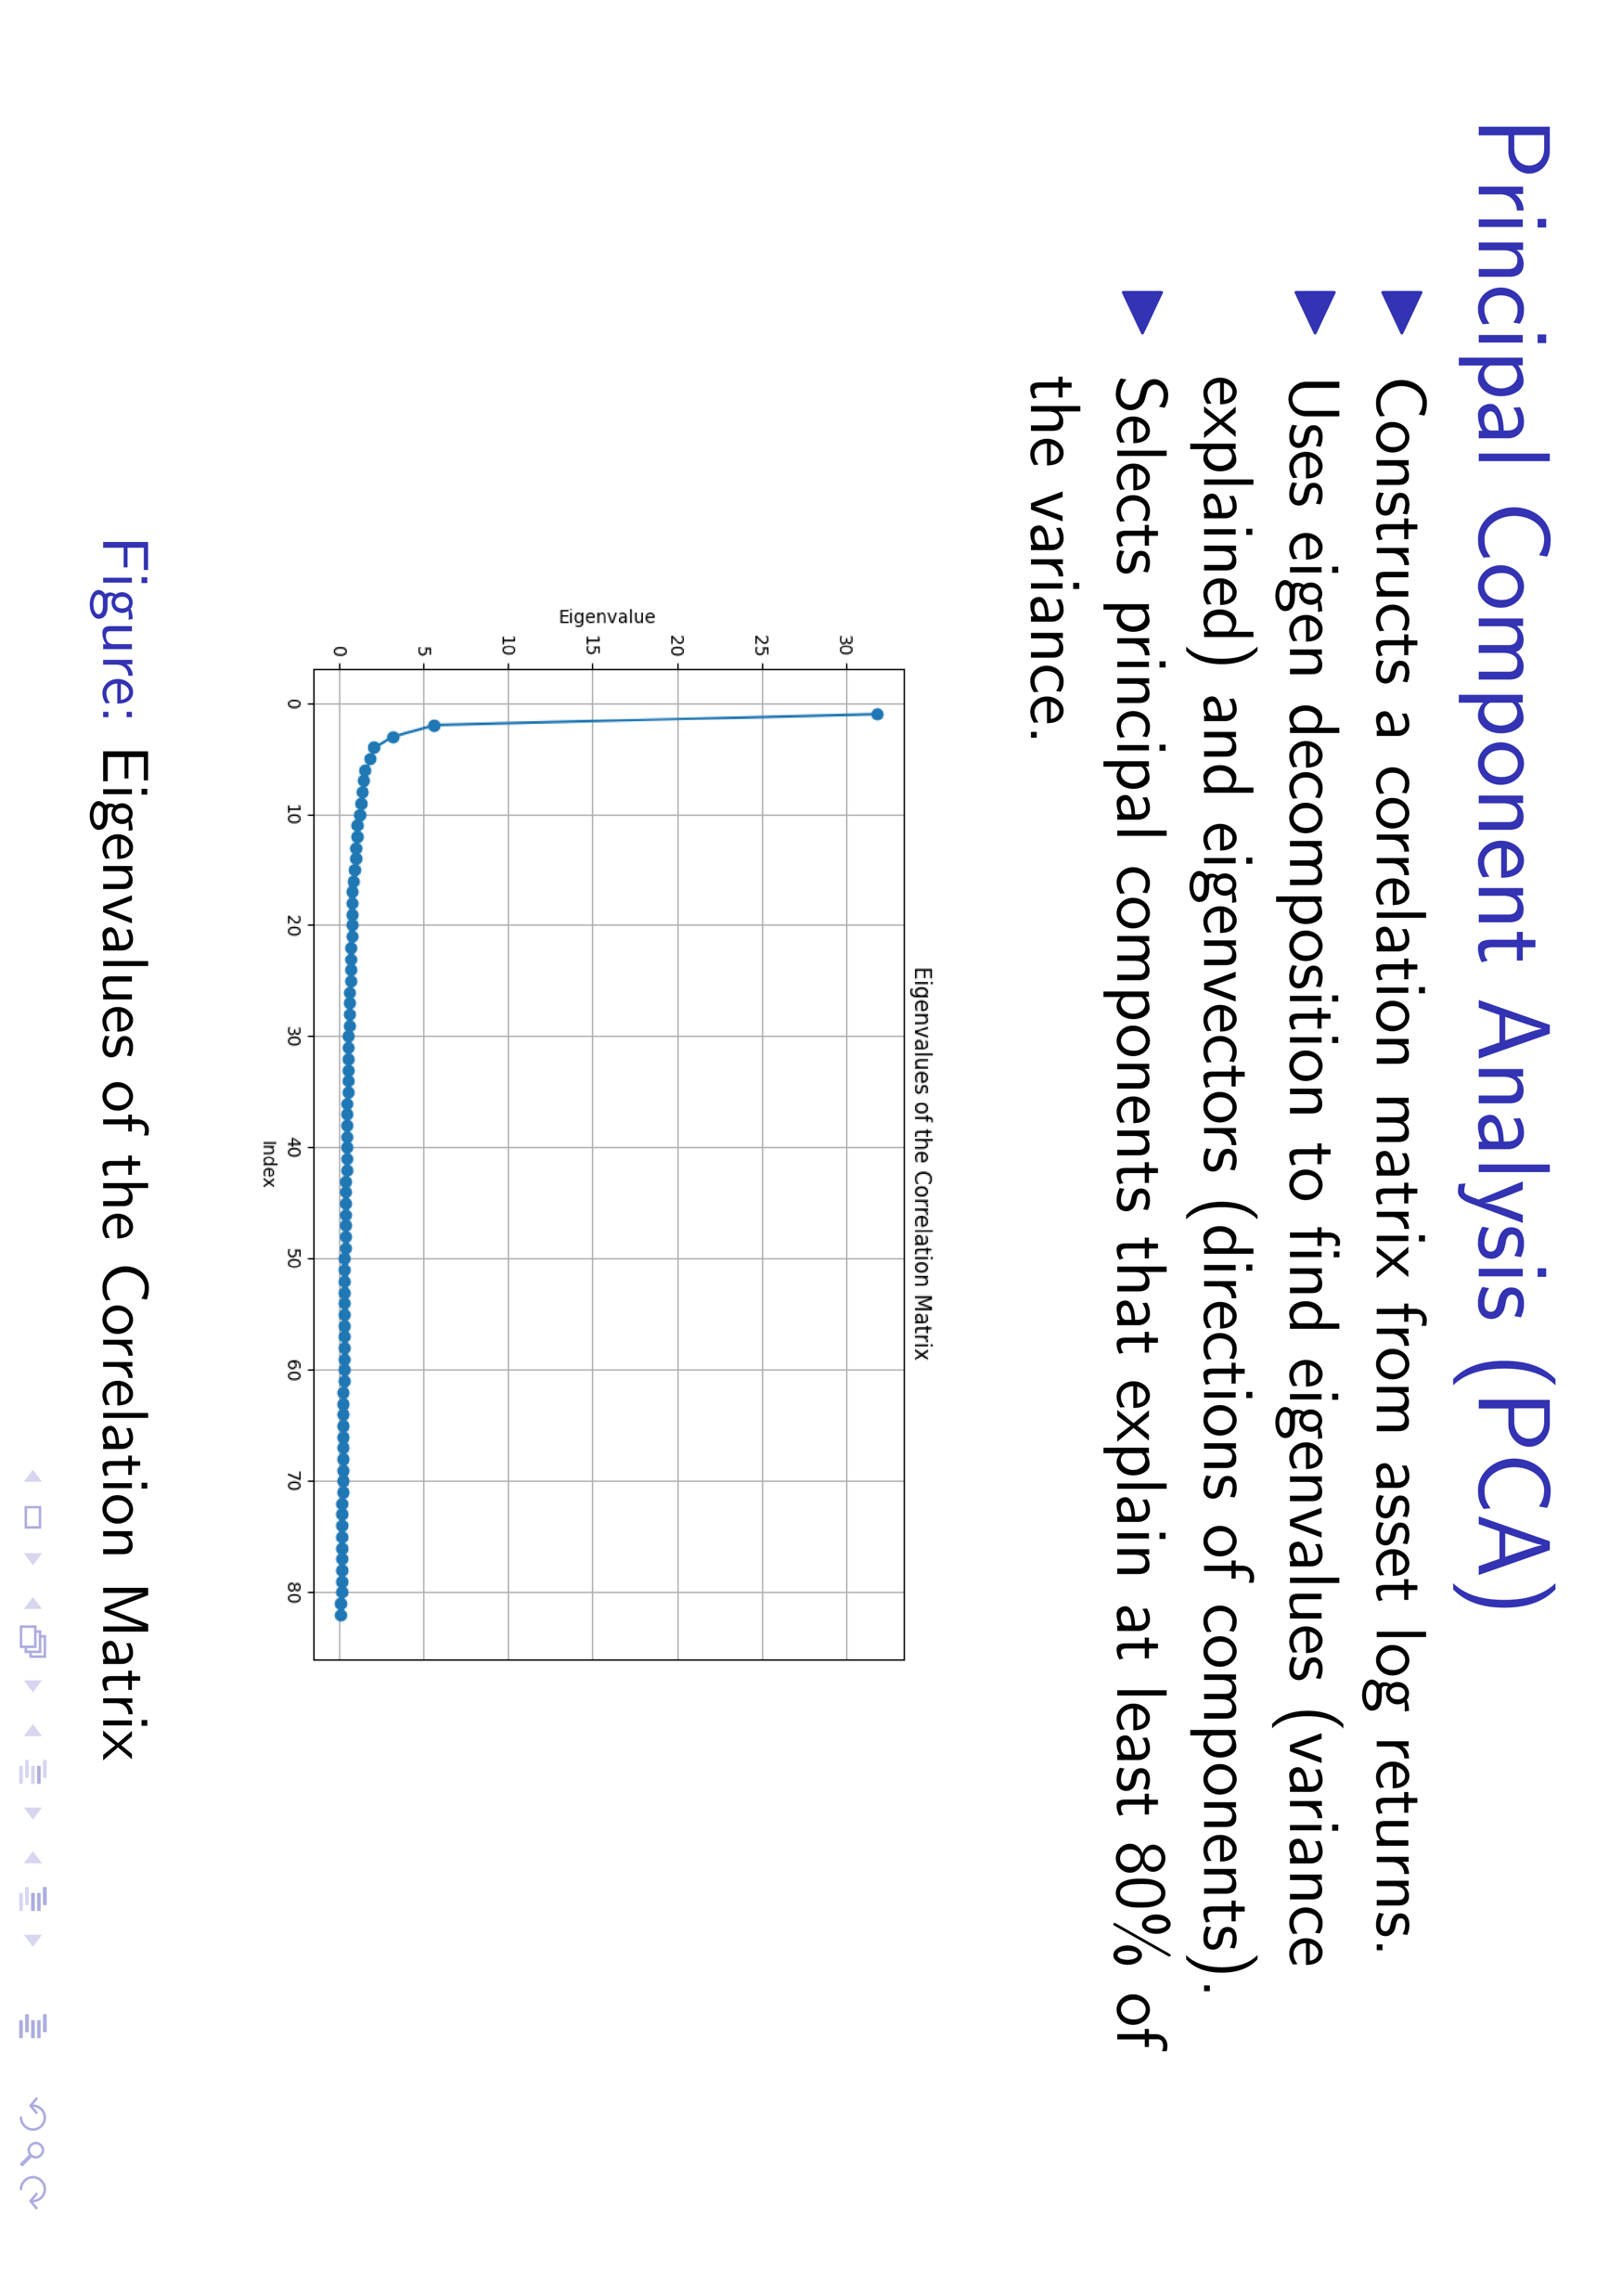 Principal Component Analysis (PCA)
Constructs a correlation matrix from asset log returns.
Uses eigen decomposition to find eigenvalues (variance
explained) and eigenvectors (directions of components).
Selects principal components that explain at least 80% of
the variance.
Eigenvalues of the Correlation Matrix
Eigenvalue
30
25
20
15
10
5
0
0 10 20 30 40 50 60 70 80
Index
Figure: Eigenvalues of the Correlation Matrix